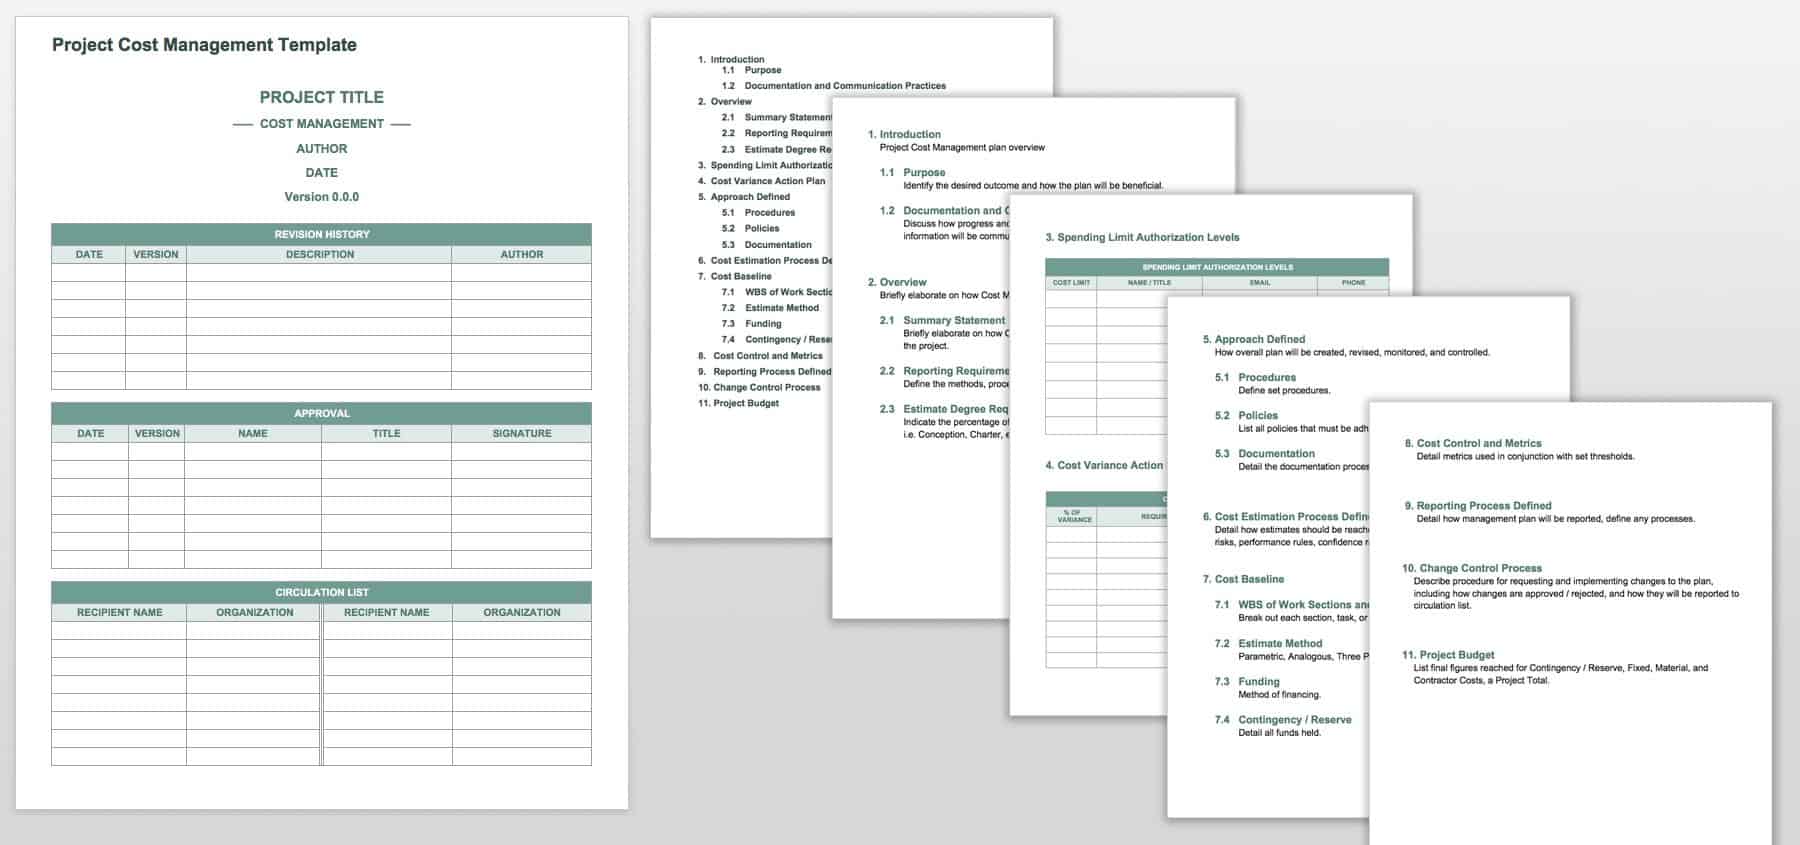 Project Cost Management Template
PROJECT TITLE
COST MANAGEMENT
AUTHOR
DATE
Version 0.0.0
REVISION HISTORY
DATE VERSION DESCRIPTION AUTHOR
APPROVAL
DATE VERSION NAME TITLE SIGNATURE
CIRCULATION LIST
RECIPIENT NAME ORGANIZATION RECIPIENT NAME ORGANIZATION
1. Introduction
1.1 Purpose
1.2 Documentation and Communication Practices
2. Overview
2.1 Summary Statement
2.2 Reporting Requirem
2.3 Estimate Degree Re
3. Spending Limit Authorizatio
4. Cost Variance Action Plan
5. Approach Defined
5.1 Procedures
5.2 Policies
5.3 Documentation
6. Cost Estimation Process De
7. Cost Baseline
7.1 WBS of Work Sectio
7.2 Estimate Method
7.3 Funding
7.4 Contingency / Rese
8. Cost Control and Metrics
9. Reporting Process Defined
10. Change Control Process
11. Project Budget
1. Introduction
Project Cost Management plan overview
1.1 Purpose
Identify the desired outcome and how the plan will be beneficial.
1.2 Documentation and C
Discuss how progress and
information will be commu
2. Overview
Briefly elaborate on how Cost M
2.1 Summary Statement
Briefly elaborate on how C
the project.
2.2 Reporting Requireme
Define the methods, proce
2.3 Estimate Degree Req
Indicate the percentage of
i.e. Conception, Charter, e
3. Spending Limit Authorization Levels
SPENDING LIMIT AUTHORIZATION LEVELS
COST LIMIT NAME / TITLE EMAIL PHONE
4. Cost Variance Action
% OF VARIANCE REQUIR
5. Approach Defined
How overall plan will be created, revised, monitored, and controlled.
5.1 Procedures
Define set procedures.
5.2 Policies
List all policies that must be adh
5.3 Documentation
Detail the documentation proces
6. Cost Estimation Process Defin
Detail how estimates should be reach
risks, performance rules, confidence r
7. Cost Baseline
7.1 WBS of Work Sections and
Break out each section, task, or
7.2 Estimate Method
Parametric, Analogous, Three P
7.3 Funding
Method of financing.
7.4 Contingency / Reserve
Detail all funds held.
8. Cost Control and Metrics
Detail metrics used in conjunction with set thresholds.
9. Reporting Process Defined
Detail how management plan will be reported, define any processes.
10. Change Control Process
Describe procedure for requesting and implementing changes to the plan,
including how changes are approved / rejected, and how they will be reported to
circulation list.
11. Project Budget
List final figures reached for Contingency / Reserve, Fixed, Material, and
Contractor Costs, a Project Total.